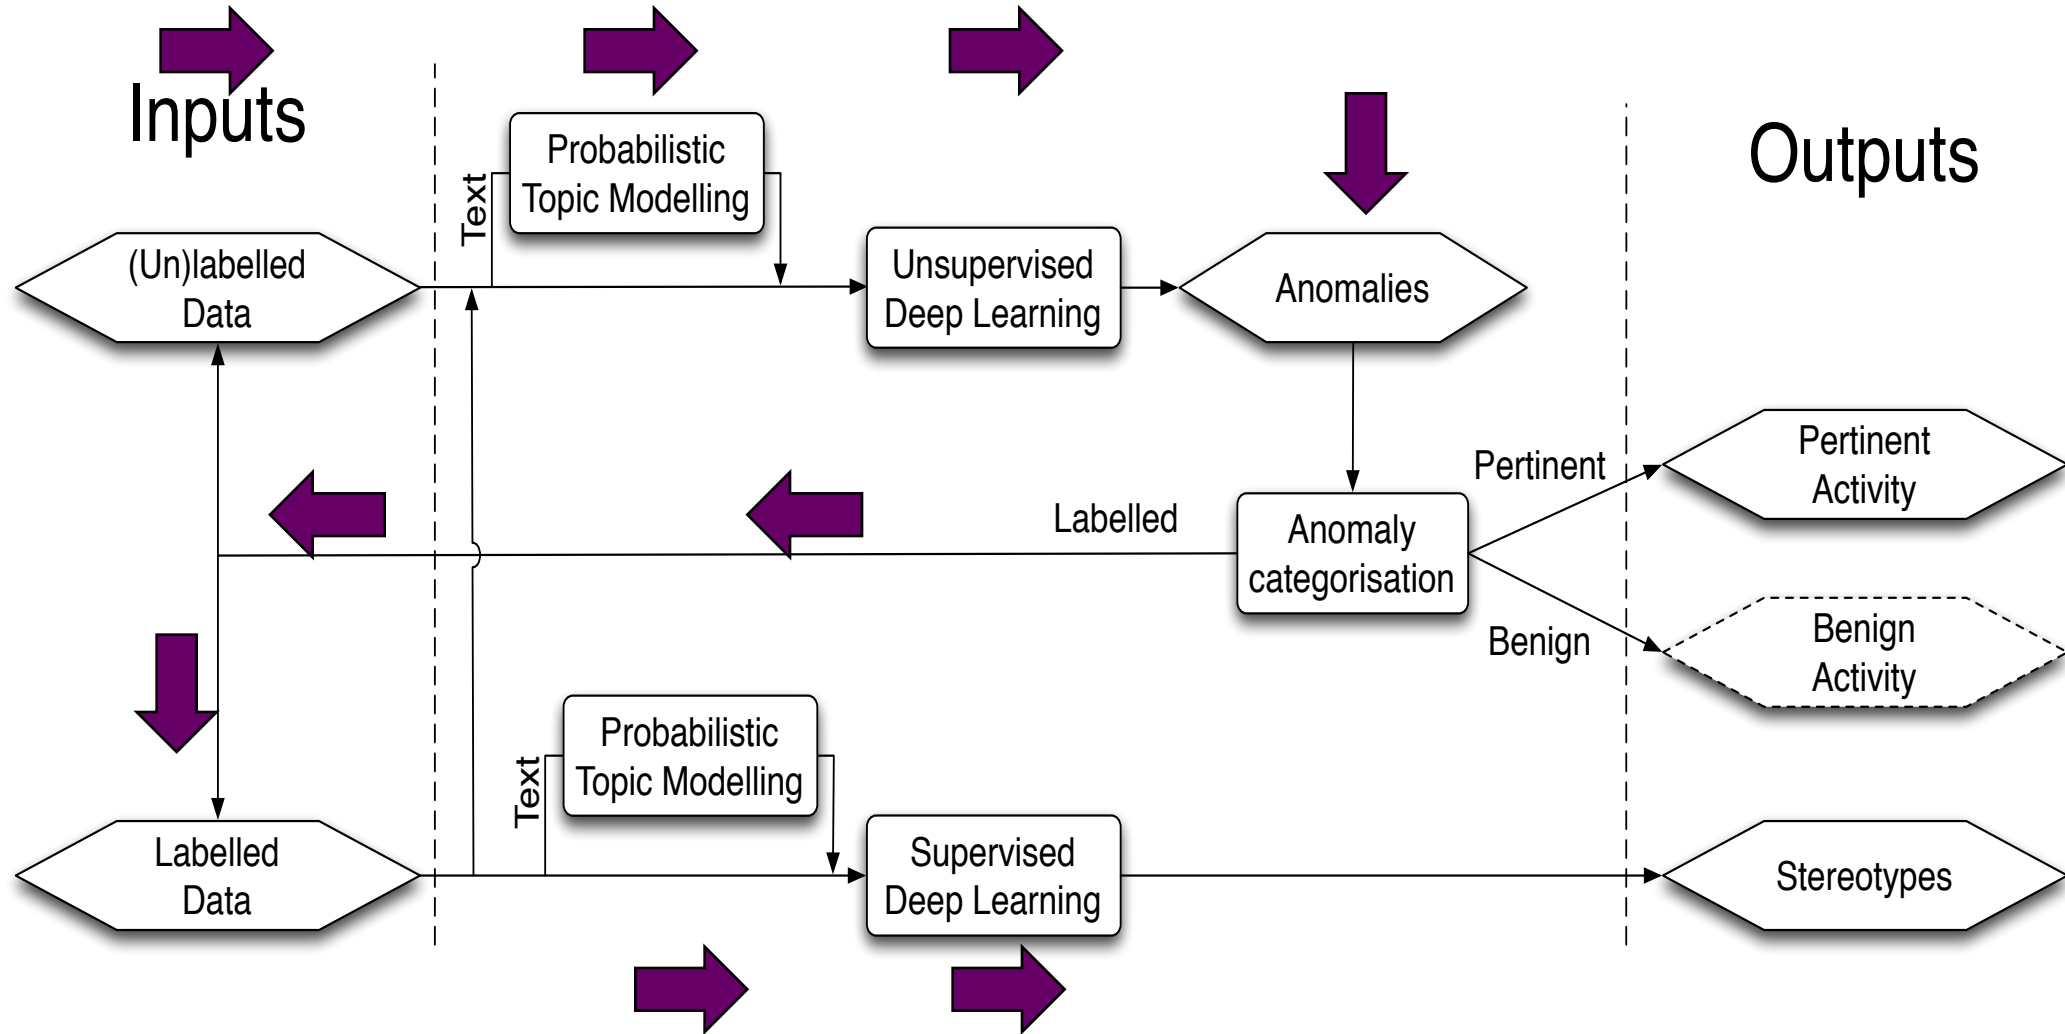 Inputs
Outputs
Probabilistic
Topic Modelling
Text
(Un)labelled
Data
Unsupervised
Deep Learning
Anomalies
Pertinent
Activity
Pertinent
Labelled
Anomaly
categorisation
Benign
Benign
Activity
Probabilistic
Topic Modelling
Text
Labelled
Data
Supervised
Deep Learning
Stereotypes